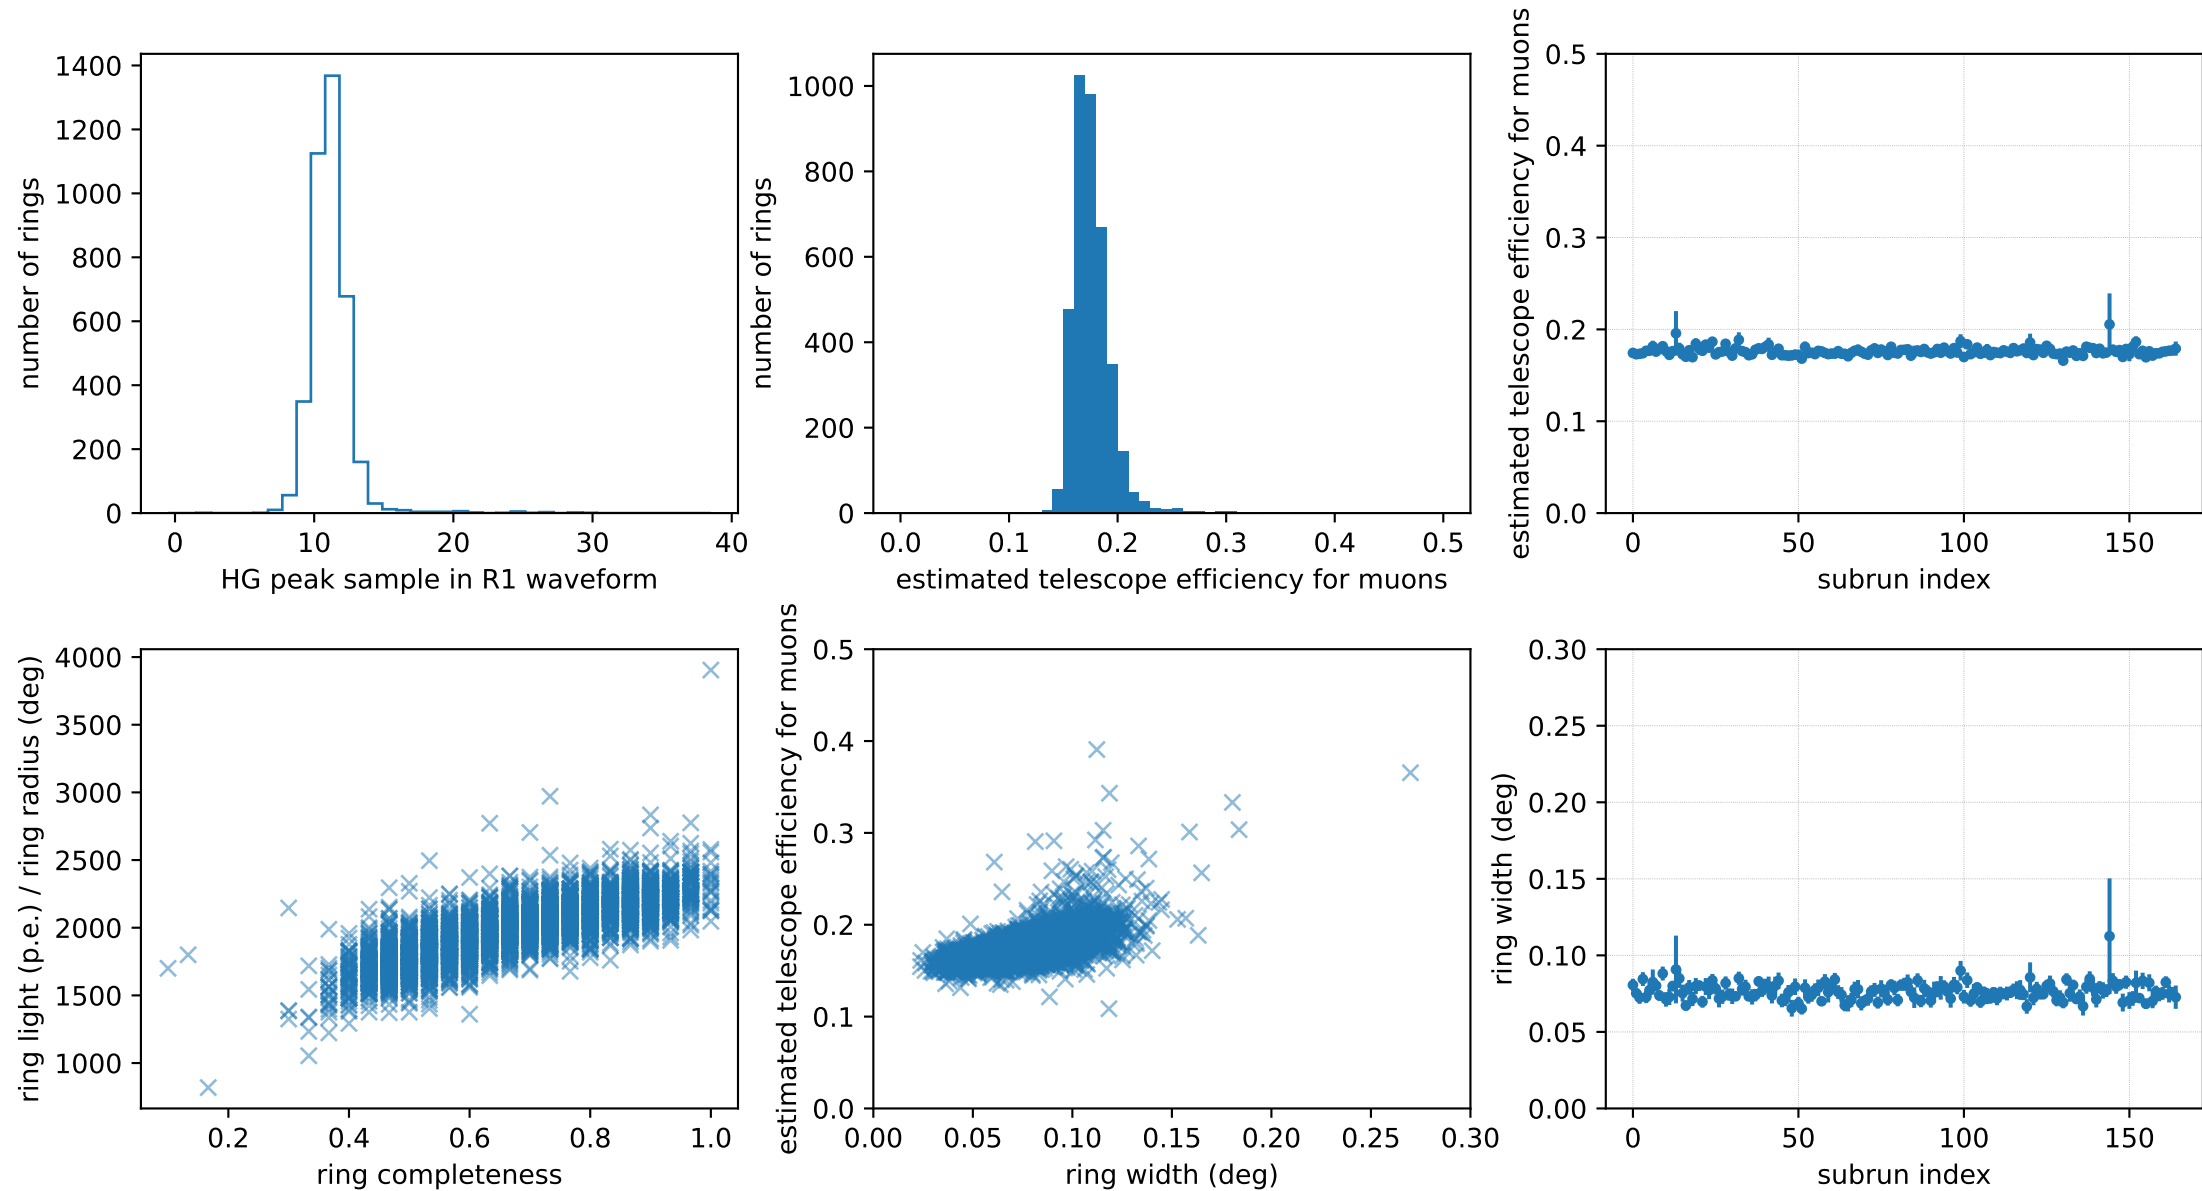 number of rings
1400
1200
1000
800
600
400
200
0
0 10 20 30 40
HG peak sample in R1 waveform
number of rings
1000
800
600
400
200
0
0.0 0.1 0.2 0.3 0.4 0.5
estimated telescope efficiency for muons
estimated telescope efficiency for muons
0.5
0.4
0.3
0.2
0.1
0.0
0 50 100 150
subrun index
ring light (p.e.) / ring radius (deg)
4000
3500
3000
2500
2000
1500
1000
0.2 0.4 0.6 0.8 1.0
ring completeness
estimated telescope efficiency for muons
0.5
0.4
0.3
0.2
0.1
0.0
0.00 0.05 0.10 0.15 0.20 0.25 0.30
ring width (deg)
ring width (deg)
0.30
0.25
0.20
0.15
0.10
0.05
0.00
0 50 100 150
subrun index